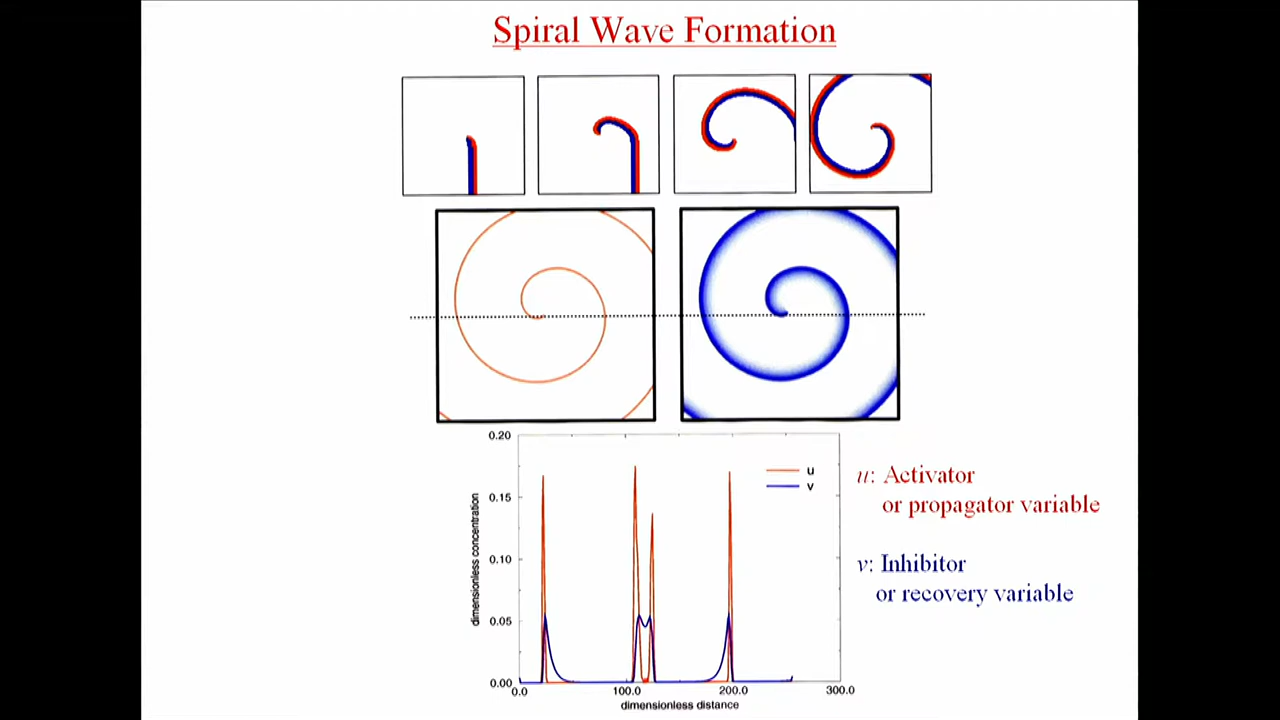 Spiral Wave Formation
0.20
0.15
0.10
0.05
0.00
dimensionless concentration
u
v
0.0
100.0
200.0
300.0
dimensionless distance
u: Activator
or propagator variable
v: Inhibitor
or recovery variable